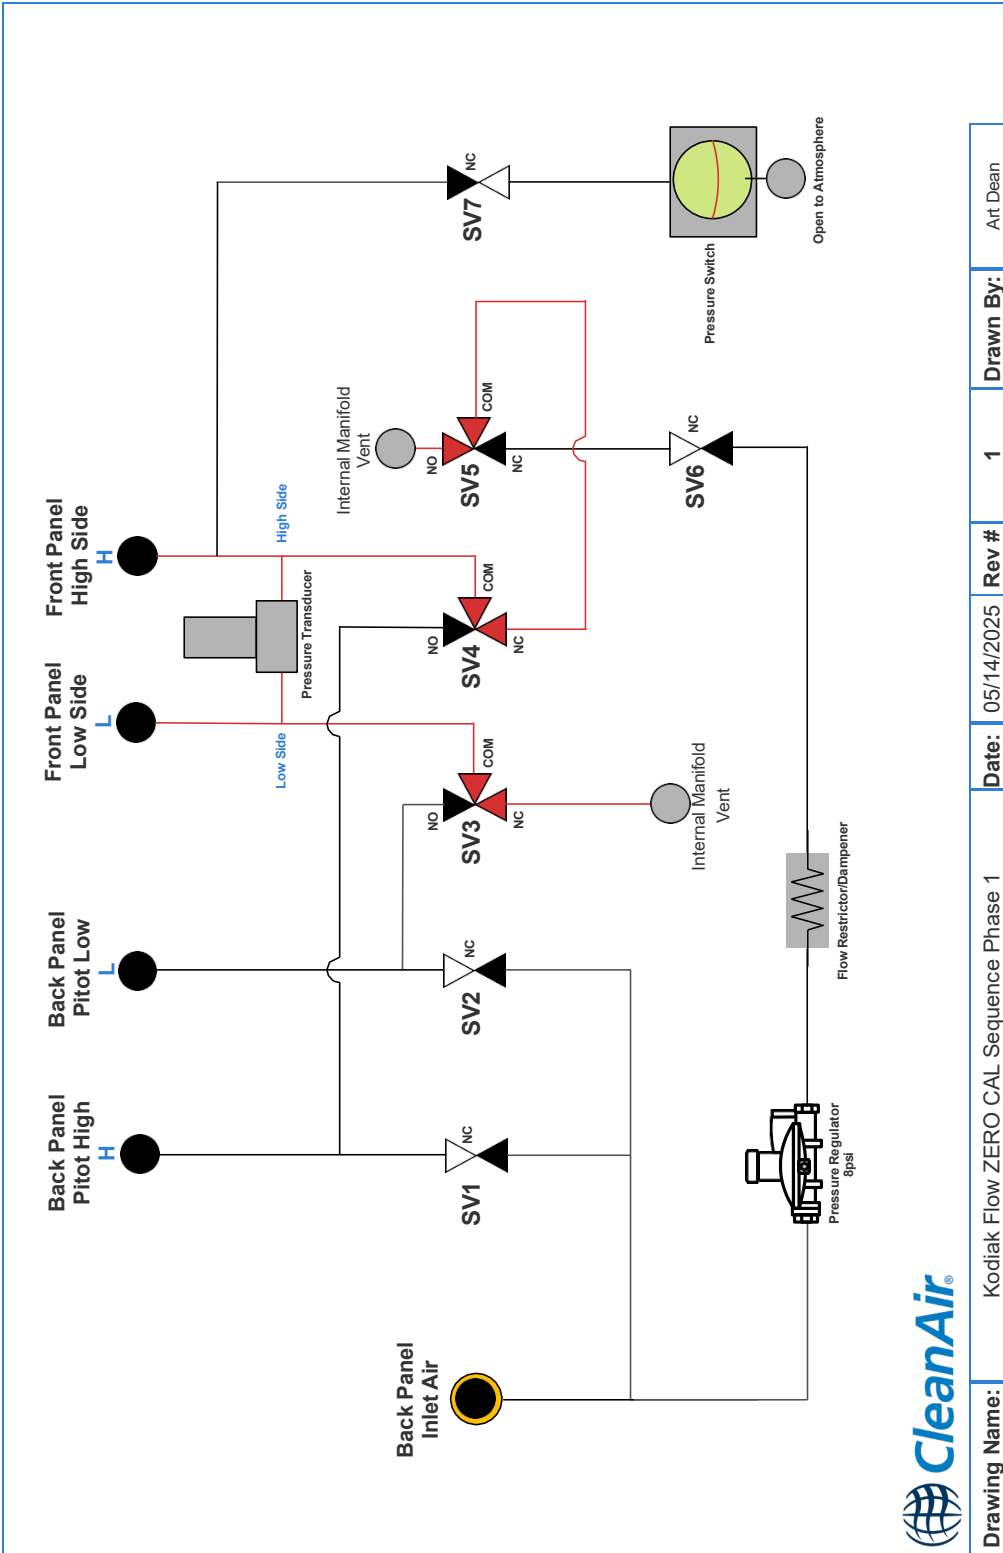 Back Panel
Inlet Air
Back Panel
Pitot High
H
Back Panel
Pitot Low
L
Front Panel
Low Side
L
Front Panel
High Side
H
Low Side
High Side
Pressure Transducer
SV1
NC
SV2
NC
SV3
NO
COM
NC
SV4
NO
COM
NC
Internal Manifold
Vent
SV5
NO
COM
NC
SV7
NC
Internal Manifold
Vent
SV6
NC
Pressure Switch
Open to Atmosphere
Pressure Regulator
8psi
Flow Restrictor/Dampener
CleanAir®
Drawing Name:
Kodiak Flow ZERO CAL Sequence Phase 1
Date:
05/14/2025
Rev #
1
Drawn By:
Art Dean